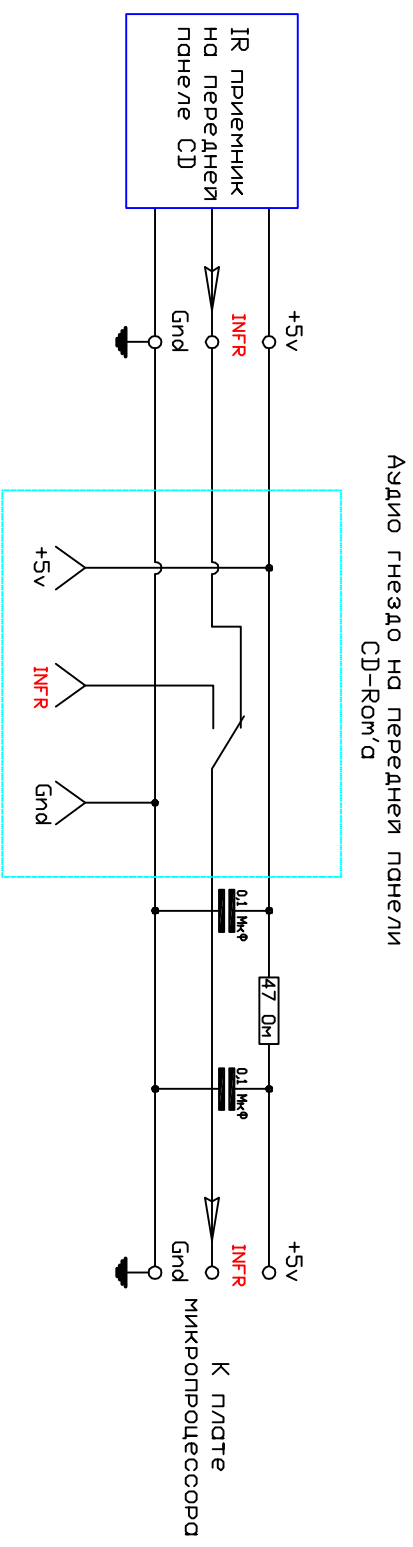 Аудио гнездо на передней панели
CD-Rom'а
IR приемник
на передней
панеле CD
+5v
INFR
Gnd
+5v
INFR
Gnd
0,1 Мкф
47 Ом
0,1 Мкф
+5v
INFR
Gnd
К плате
микропроцессора